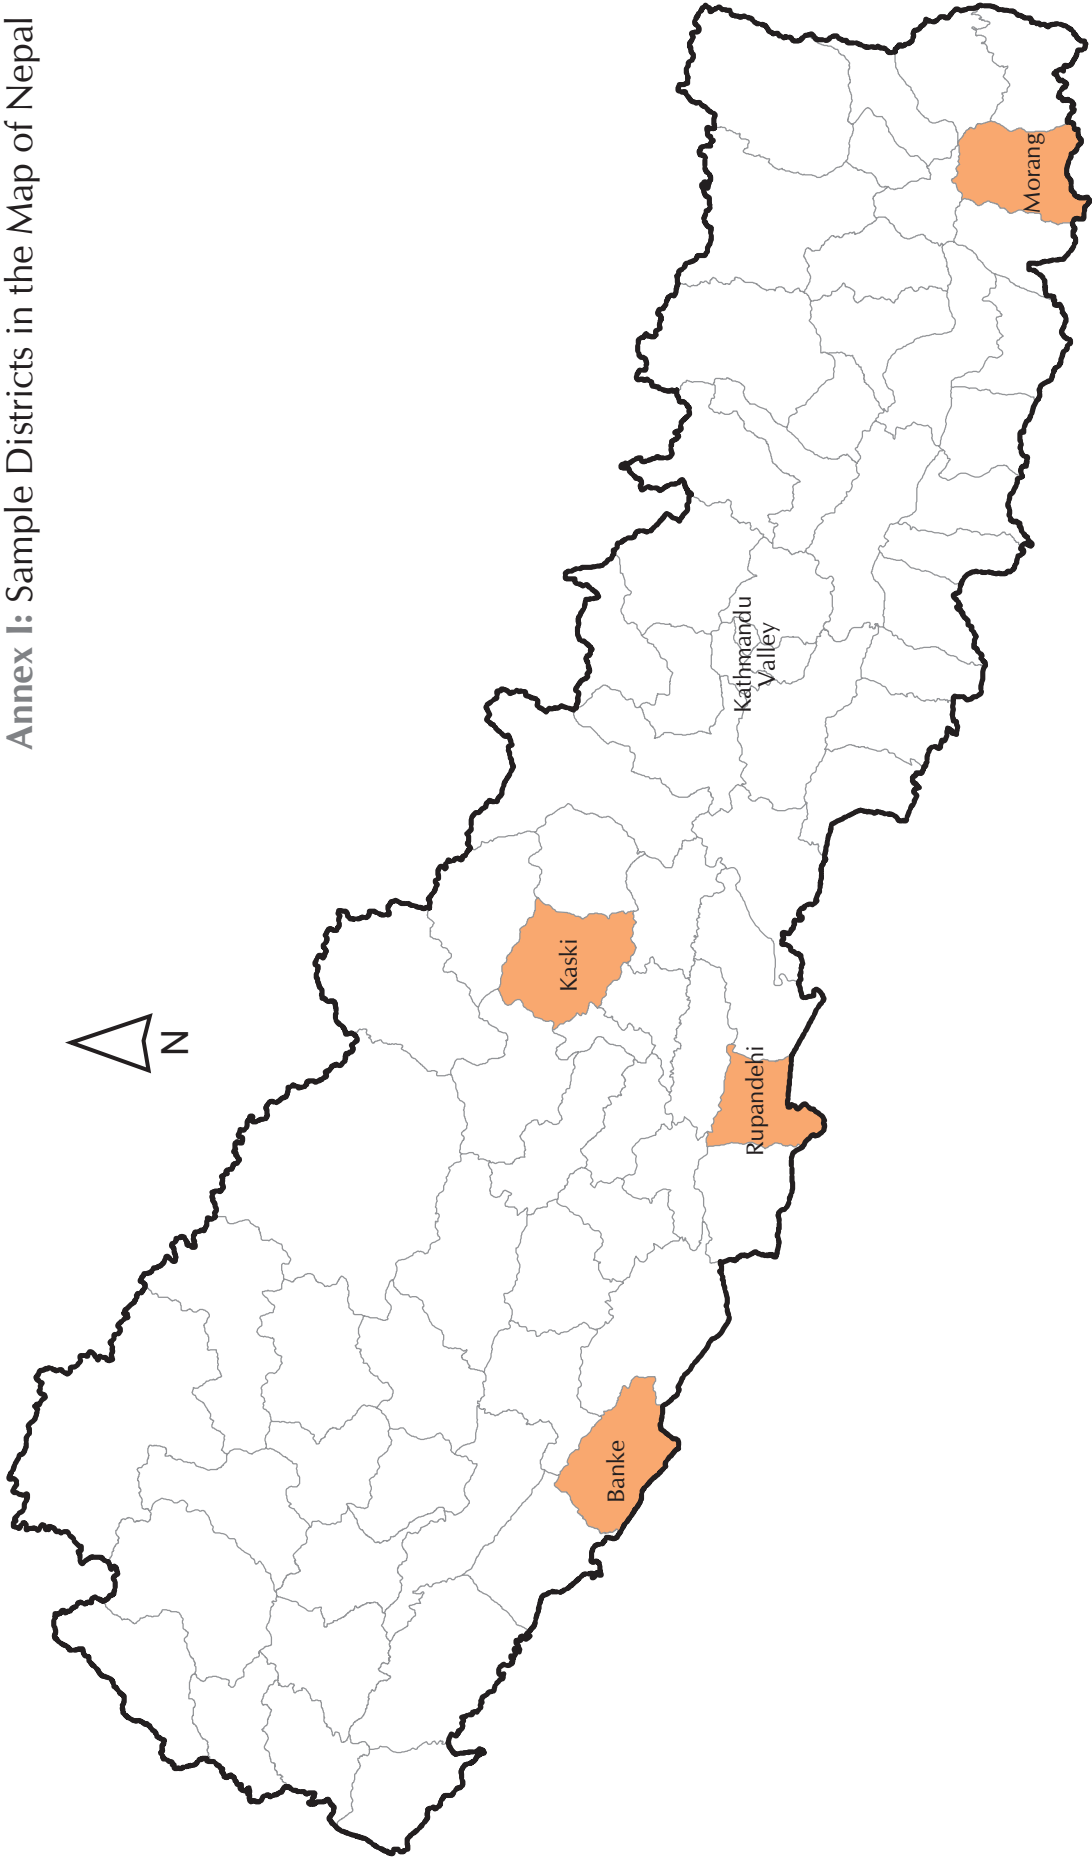 Annex I: Sample Districts in the Map of Nepal
N
Kaski
Kathmandu
Valley
Banke
Rupandehi
Morang